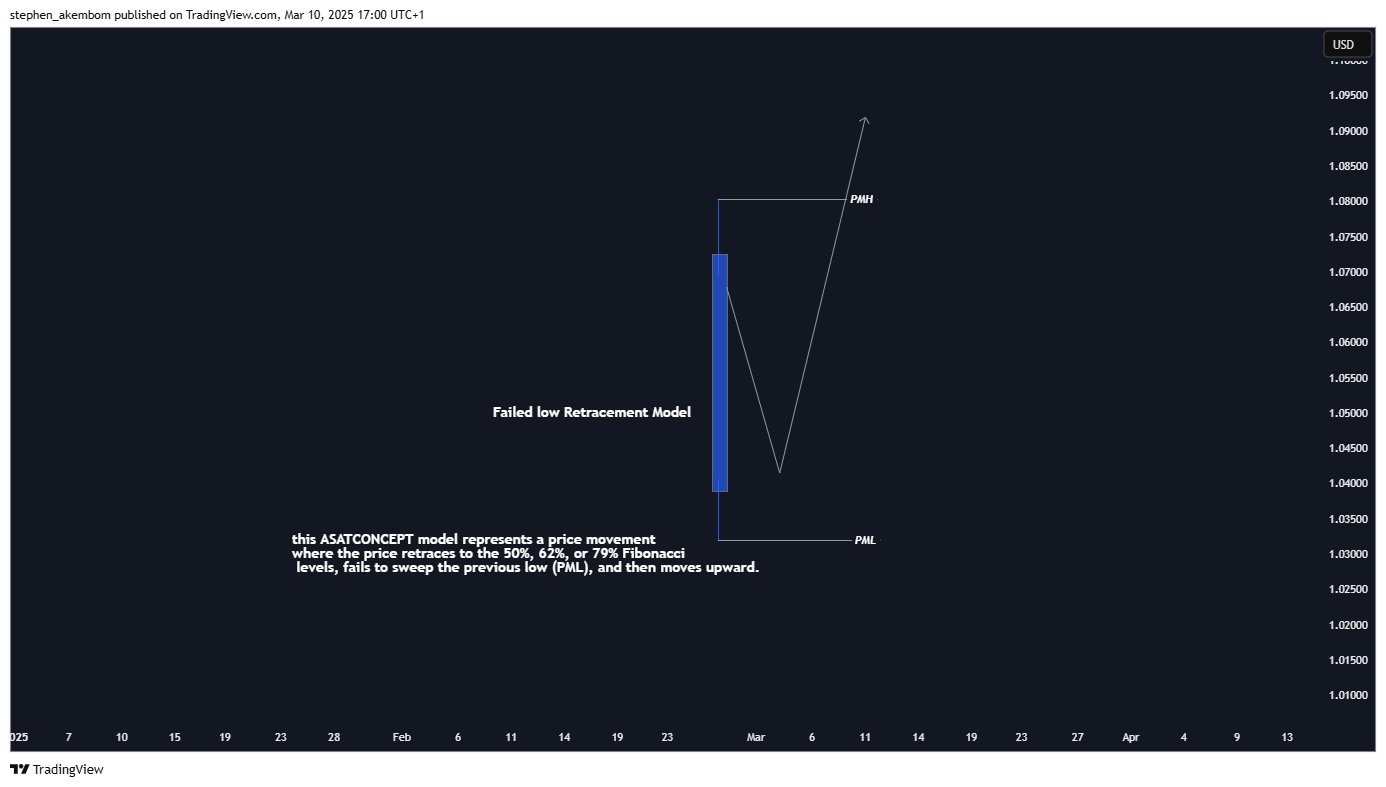 stephen_akembom published on TradingView.com, Mar 10, 2025 17:00 UTC+1
USD
1.10000
1.09500
1.09000
1.08500
PMH
1.08000
1.07500
1.07000
1.06500
1.06000
1.05500
Failed low Retracement Model
1.05000
1.04500
1.04000
1.03500
this ASATCONCEPT model represents a price movement
PML
where the price retraces to the 50%, 62%, or 79% Fibonacci
1.03000
levels, fails to sweep the previous low (PML), and then moves upward.
1.02500
1.02000
1.01500
1.01000
025 7 10 15 19 23 28 Feb 6 11 14 19 23 Mar 6 11 14 19 23 27 Apr 4 9 13
TradingView